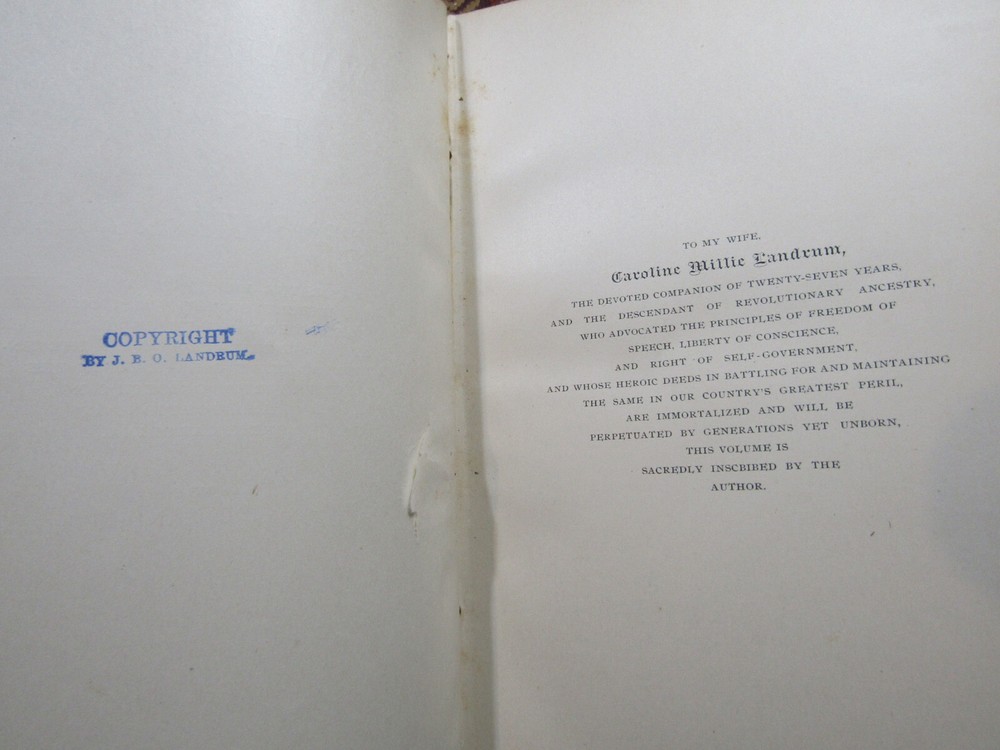 COPYRIGHT
BY J. B. O. LANDRUM.
TO MY WIFE,
Caroline Millie Landrum,
THE DEVOTED COMPANION OF TWENTY-SEVEN YEARS,
AND THE DESCENDANT OF REVOLUTIONARY ANCESTRY,
WHO ADVOCATED THE PRINCIPLES OF FREEDOM OF
SPEECH, LIBERTY OF CONSCIENCE,
AND RIGHT OF SELF-GOVERNMENT,
AND WHOSE HEROIC DEEDS IN BATTLING FOR AND MAINTAINING
THE SAME IN OUR COUNTRY'S GREATEST PERIL,
ARE IMMORTALIZED AND WILL BE
PERPETUATED BY GENERATIONS YET UNBORN,
THIS VOLUME IS
SACREDLY INSCBIBED BY THE
AUTHOR.